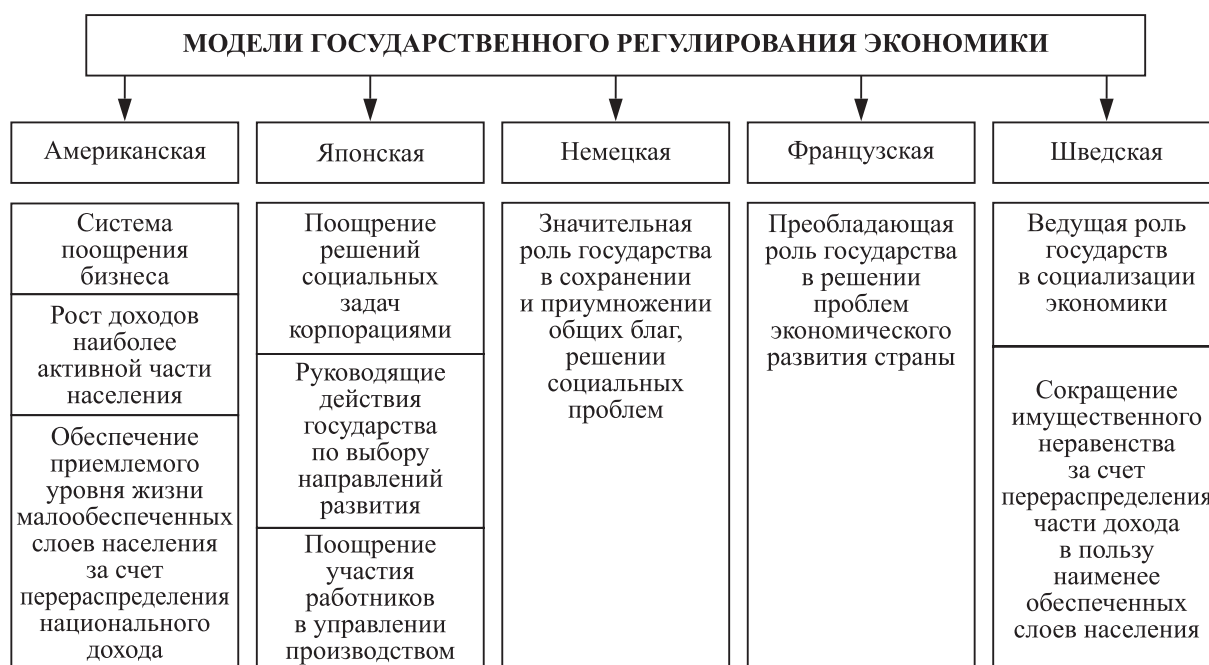 МОДЕЛИ ГОСУДАРСТВЕННОГО РЕГУЛИРОВАНИЯ ЭКОНОМИКИ
Американская
Система
поощрения
бизнеса
Рост доходов
наиболее
активной части
населения
Обеспечение
приемлемого
уровня жизни
малообеспеченных
слоев населения
за счет
перераспределения
национального
дохода
Японская
Поощрение
решений
социальных
задач
корпорациями
Руководящие
действия
государства
по выбору
направлений
развития
Поощрение
участия
работников
в управлении
производством
Немецкая
Значительная
роль государства
в сохранении
и приумножении
общих благ,
решении
социальных
проблем
Французская
Преобладающая
роль государства
в решении
проблем
экономического
развития страны
Шведская
Ведущая роль
государств
в социализации
экономики
Сокращение
имущественного
неравенства
за счет
перераспределения
части дохода
в пользу
наименее
обеспеченных
слоев населения